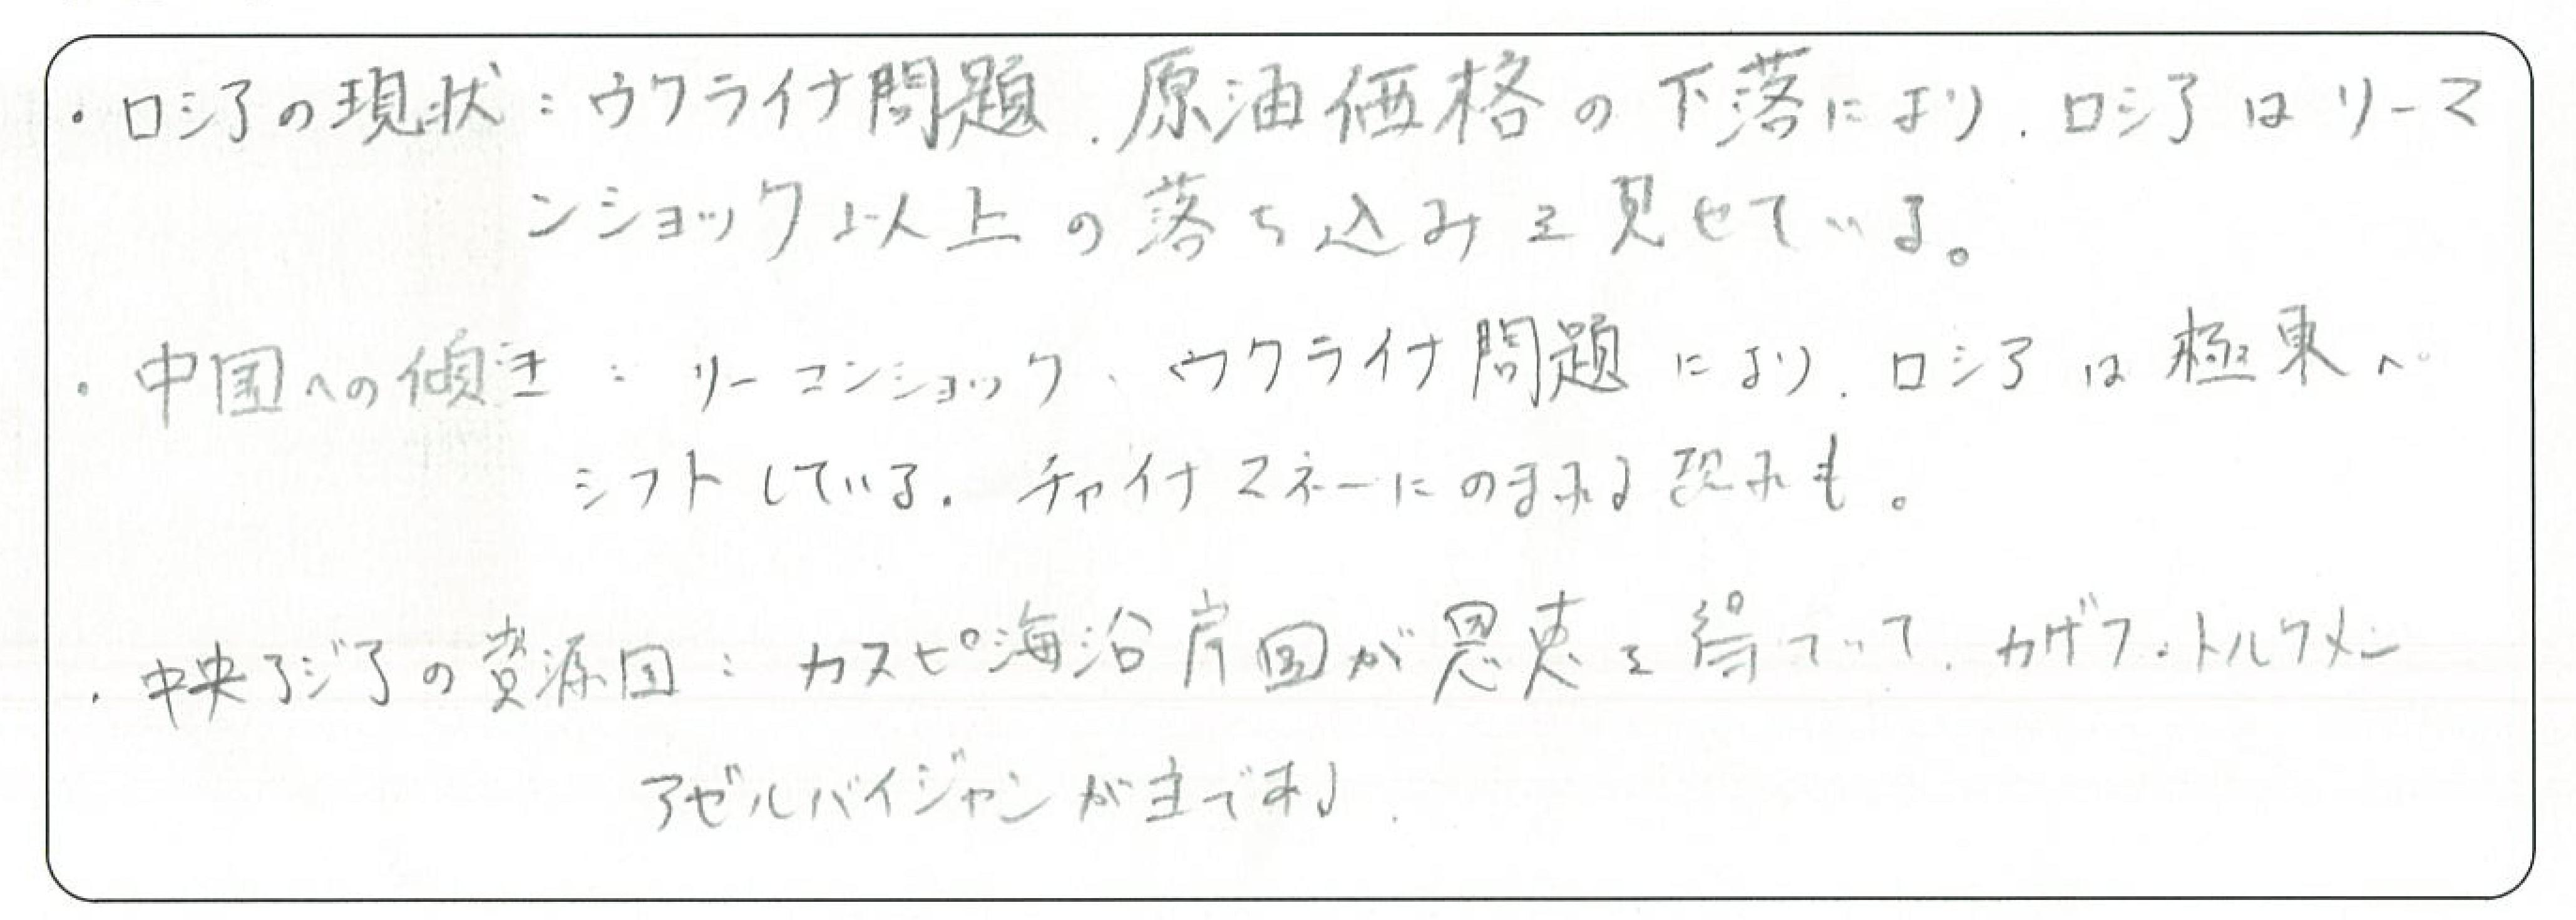 ・ロシアの現状：ウクライナ問題、原油価格の下落により、ロシアはリーマ
ンショック以上の落ち込みを見せている。
・中国への傾き：リーマンショック、ウクライナ問題により、ロシアは極東へ
シフトしている。チャイナマネーにのまれる恐れも。
・中央アジアの資源国：カスピ海沿岸国が恩恵を得ていて、カザフ・トルクメン
アゼルバイジャンが主である。